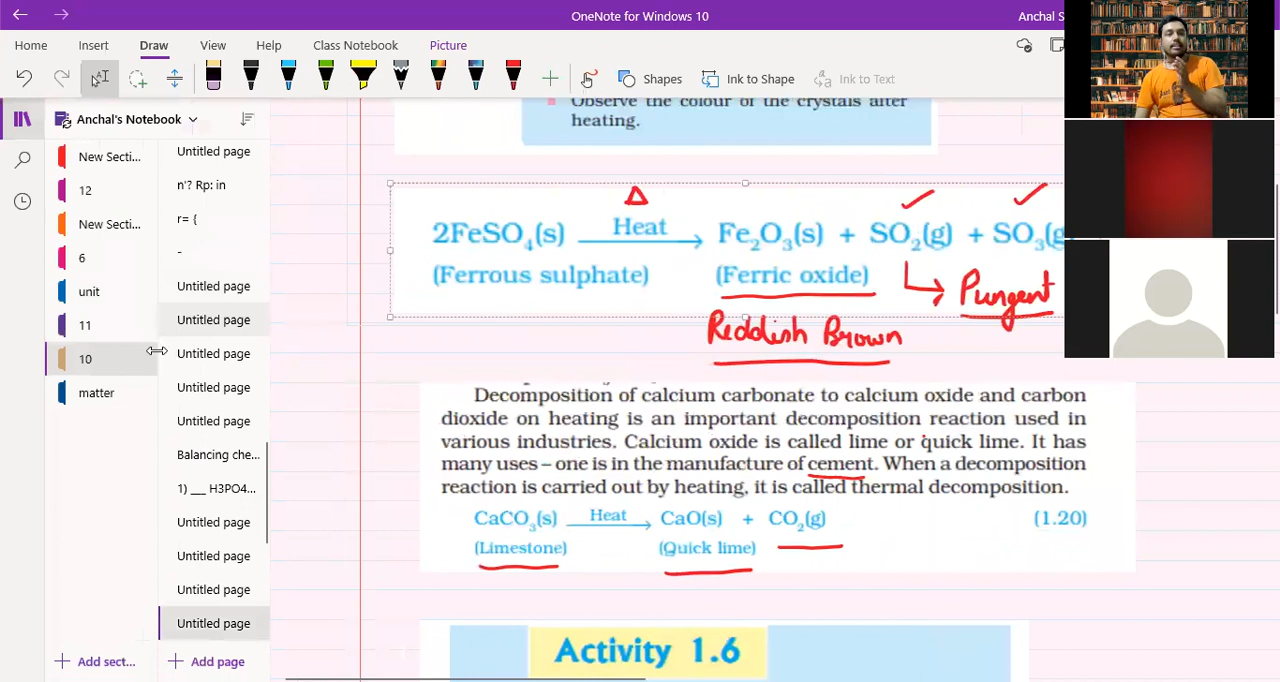 OneNote for Windows 10
Anchal S
Home Insert Draw View Help Class Notebook Picture
Shapes Ink to Shape Ink to Text
Anchal's Notebook
New Secti...
12
New Secti...
6
unit
11
10
matter
Add sect...
Untitled page
n'? Rp: in
r= {
-
Untitled page
Untitled page
Untitled page
Untitled page
Untitled page
Balancing che...
1) __ H3PO4...
Untitled page
Untitled page
Untitled page
Untitled page
Add page
Observe the colour of the crystals after
heating.
Δ
2FeSO₄(s) Heat→ Fe₂O₃(s) + SO₂(g) + SO₃(g
(Ferrous sulphate) (Ferric oxide)
Pungent
Reddish Brown
Decomposition of calcium carbonate to calcium oxide and carbon
dioxide on heating is an important decomposition reaction used in
various industries. Calcium oxide is called lime or quick lime. It has
many uses – one is in the manufacture of cement. When a decomposition
reaction is carried out by heating, it is called thermal decomposition.
CaCO₃(s) Heat→ CaO(s) + CO₂(g) (1.20)
(Limestone) (Quick lime)
Activity 1.6